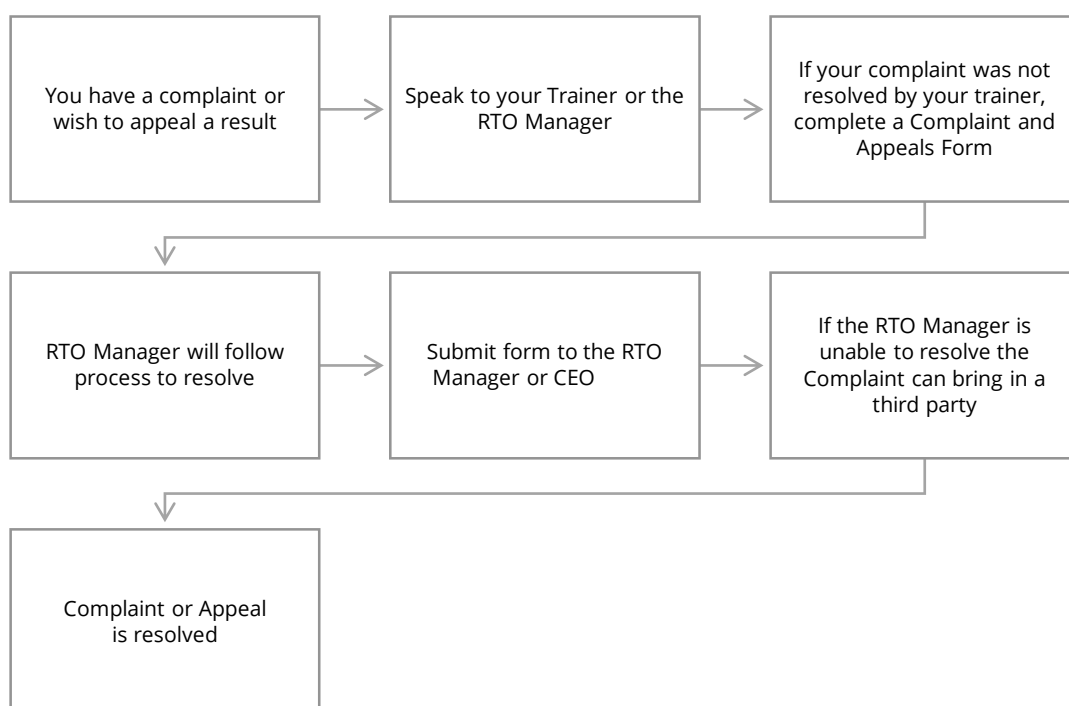 You have a complaint or
wish to appeal a result
Speak to your Trainer or the
RTO Manager
If your complaint was not
resolved by your trainer,
complete a Complaint and
Appeals Form
RTO Manager will follow
process to resolve
Submit form to the RTO
Manager or CEO
If the RTO Manager is
unable to resolve the
Complaint can bring in a
third party
Complaint or Appeal
is resolved